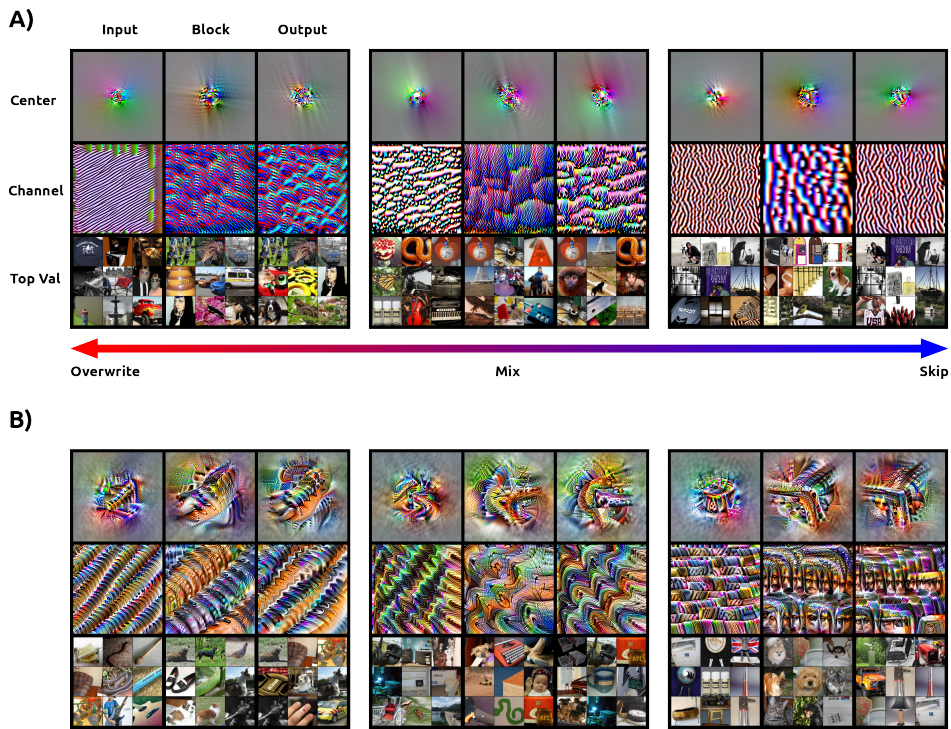 A)
Input Block Output
Center
Channel
Top Val
Overwrite Mix Skip
B)